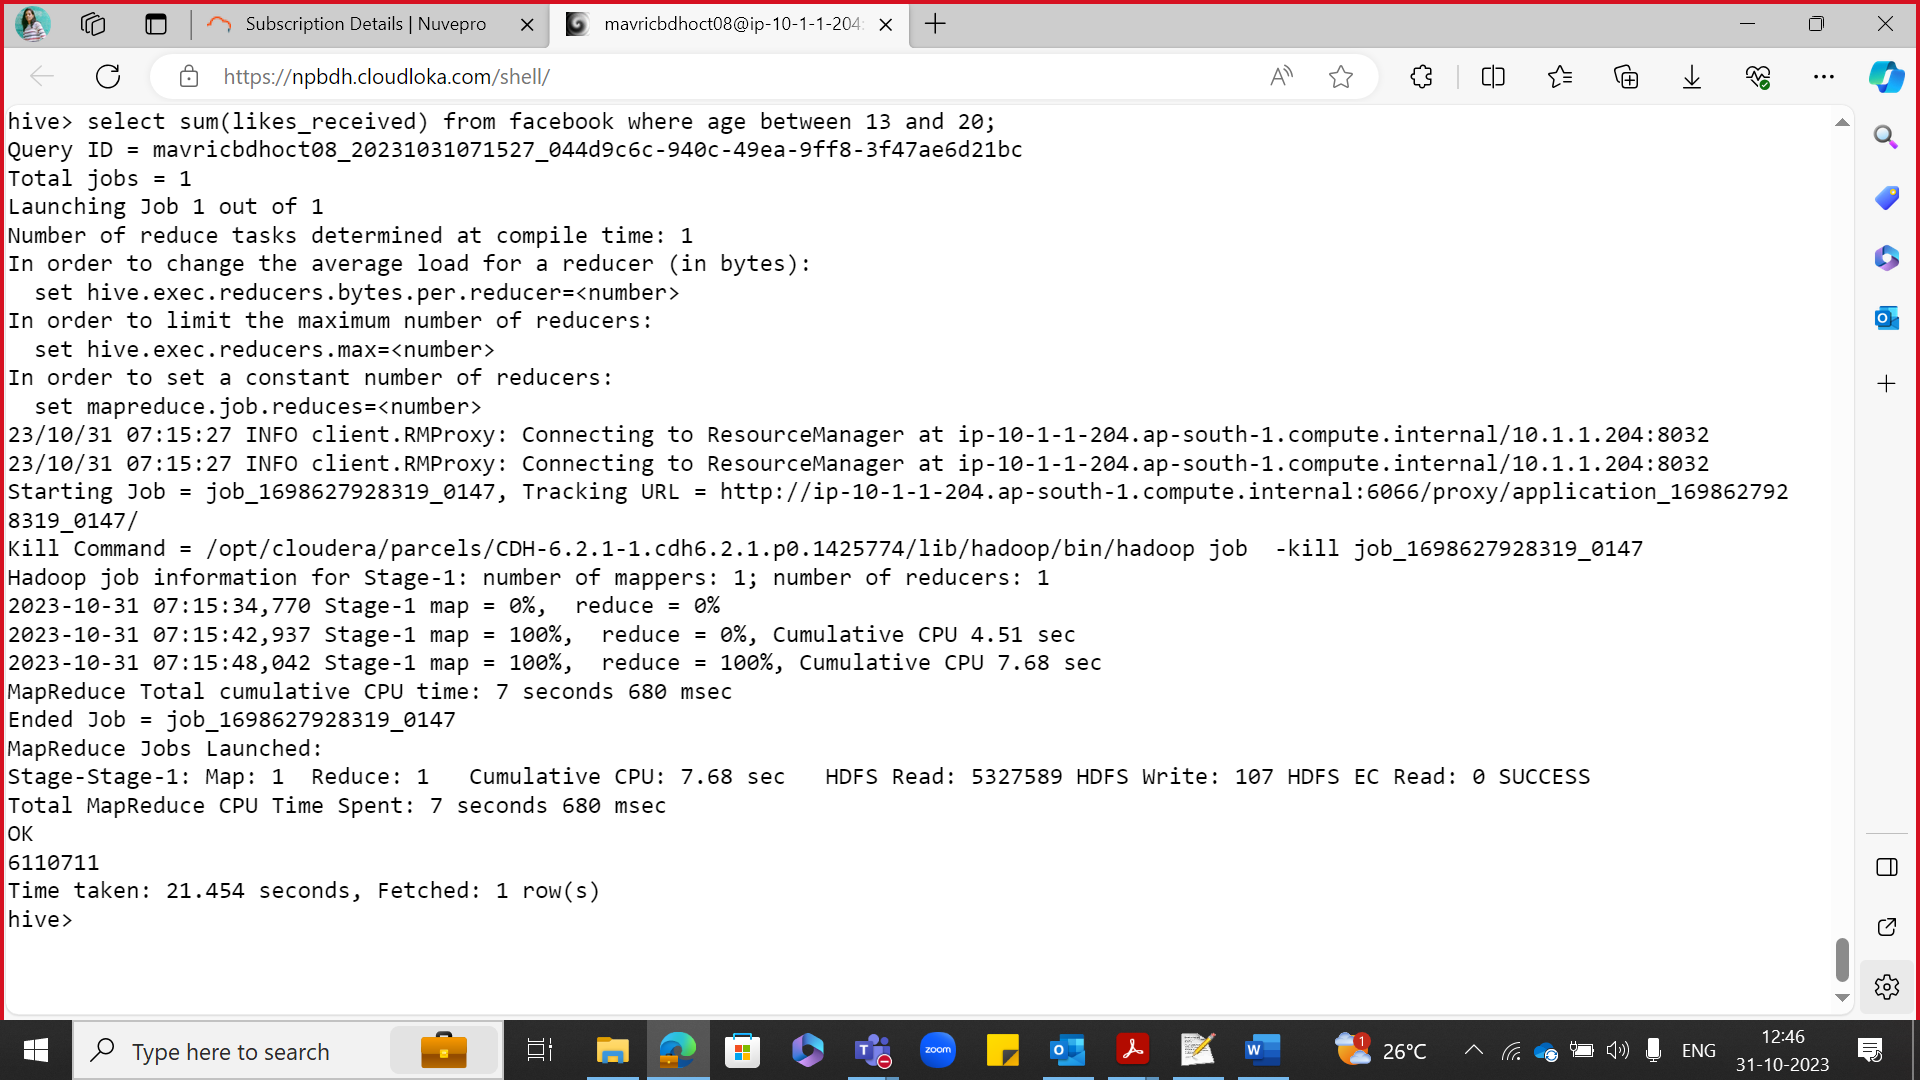 Subscription Details | Nuvepro
mavricbdhoct08@ip-10-1-1-204
https://npbdh.cloudloka.com/shell/
hive> select sum(likes_received) from facebook where age between 13 and 20;
Query ID = mavricbdhoct08_20231031071527_044d9c6c-940c-49ea-9ff8-3f47ae6d21bc
Total jobs = 1
Launching Job 1 out of 1
Number of reduce tasks determined at compile time: 1
In order to change the average load for a reducer (in bytes):
  set hive.exec.reducers.bytes.per.reducer=<number>
In order to limit the maximum number of reducers:
  set hive.exec.reducers.max=<number>
In order to set a constant number of reducers:
  set mapreduce.job.reduces=<number>
23/10/31 07:15:27 INFO client.RMProxy: Connecting to ResourceManager at ip-10-1-1-204.ap-south-1.compute.internal/10.1.1.204:8032
23/10/31 07:15:27 INFO client.RMProxy: Connecting to ResourceManager at ip-10-1-1-204.ap-south-1.compute.internal/10.1.1.204:8032
Starting Job = job_1698627928319_0147, Tracking URL = http://ip-10-1-1-204.ap-south-1.compute.internal:6066/proxy/application_169862792
8319_0147/
Kill Command = /opt/cloudera/parcels/CDH-6.2.1-1.cdh6.2.1.p0.1425774/lib/hadoop/bin/hadoop job  -kill job_1698627928319_0147
Hadoop job information for Stage-1: number of mappers: 1; number of reducers: 1
2023-10-31 07:15:34,770 Stage-1 map = 0%,  reduce = 0%
2023-10-31 07:15:42,937 Stage-1 map = 100%,  reduce = 0%, Cumulative CPU 4.51 sec
2023-10-31 07:15:48,042 Stage-1 map = 100%,  reduce = 100%, Cumulative CPU 7.68 sec
MapReduce Total cumulative CPU time: 7 seconds 680 msec
Ended Job = job_1698627928319_0147
MapReduce Jobs Launched:
Stage-Stage-1: Map: 1  Reduce: 1   Cumulative CPU: 7.68 sec   HDFS Read: 5327589 HDFS Write: 107 HDFS EC Read: 0 SUCCESS
Total MapReduce CPU Time Spent: 7 seconds 680 msec
OK
6110711
Time taken: 21.454 seconds, Fetched: 1 row(s)
hive>
Type here to search
zoom
1
26°C
ENG
12:46
31-10-2023